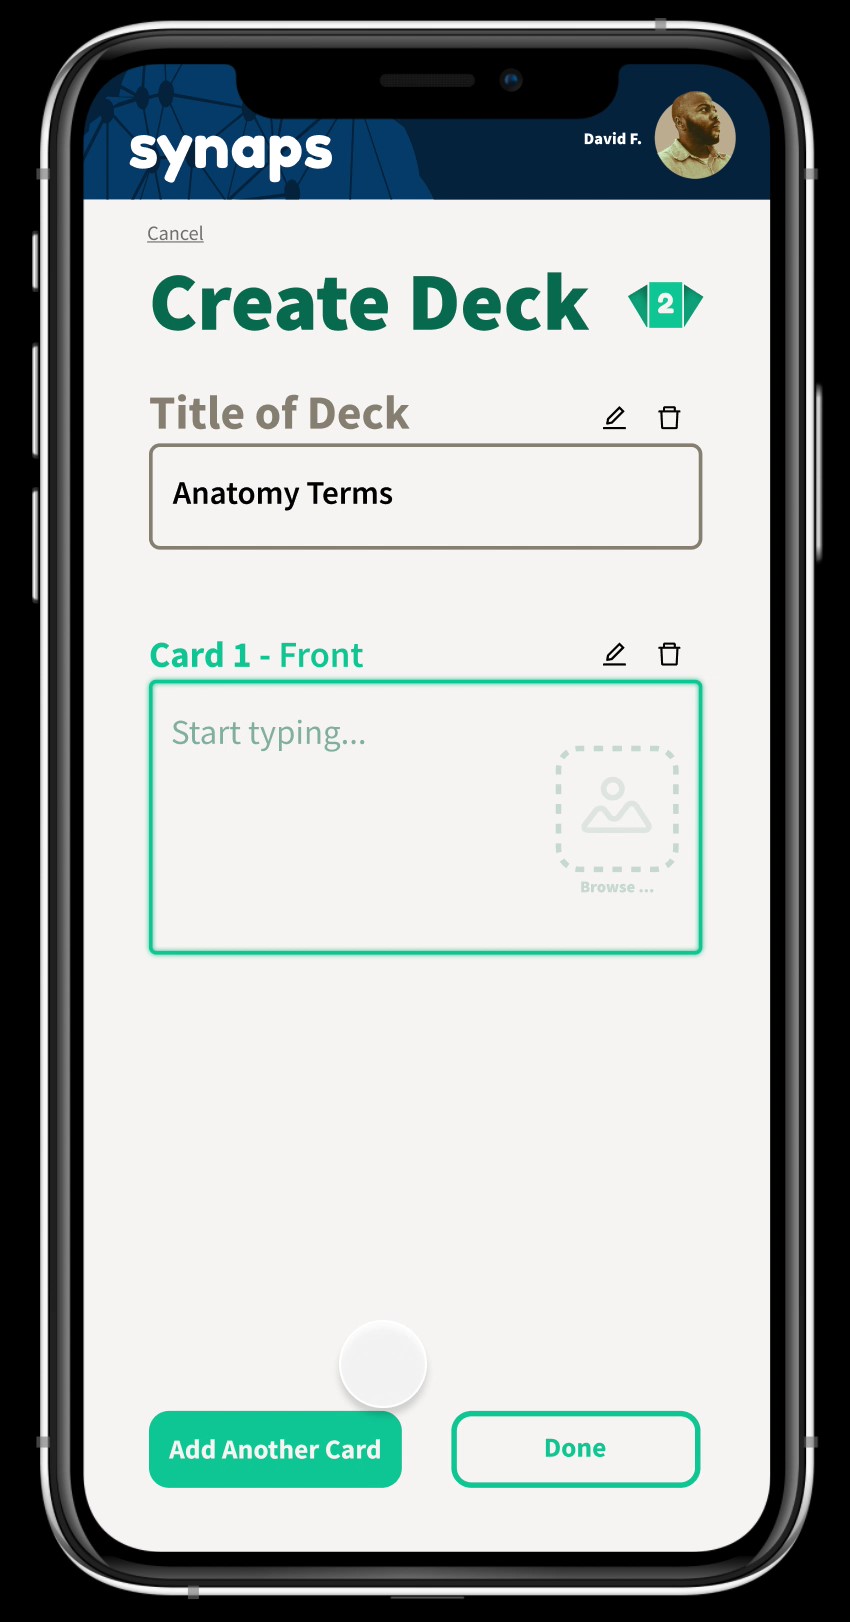 synaps
David F.
Cancel
Create Deck
2
Title of Deck
Anatomy Terms
Card 1 - Front
Start typing...
Browse ...
Add Another Card
Done